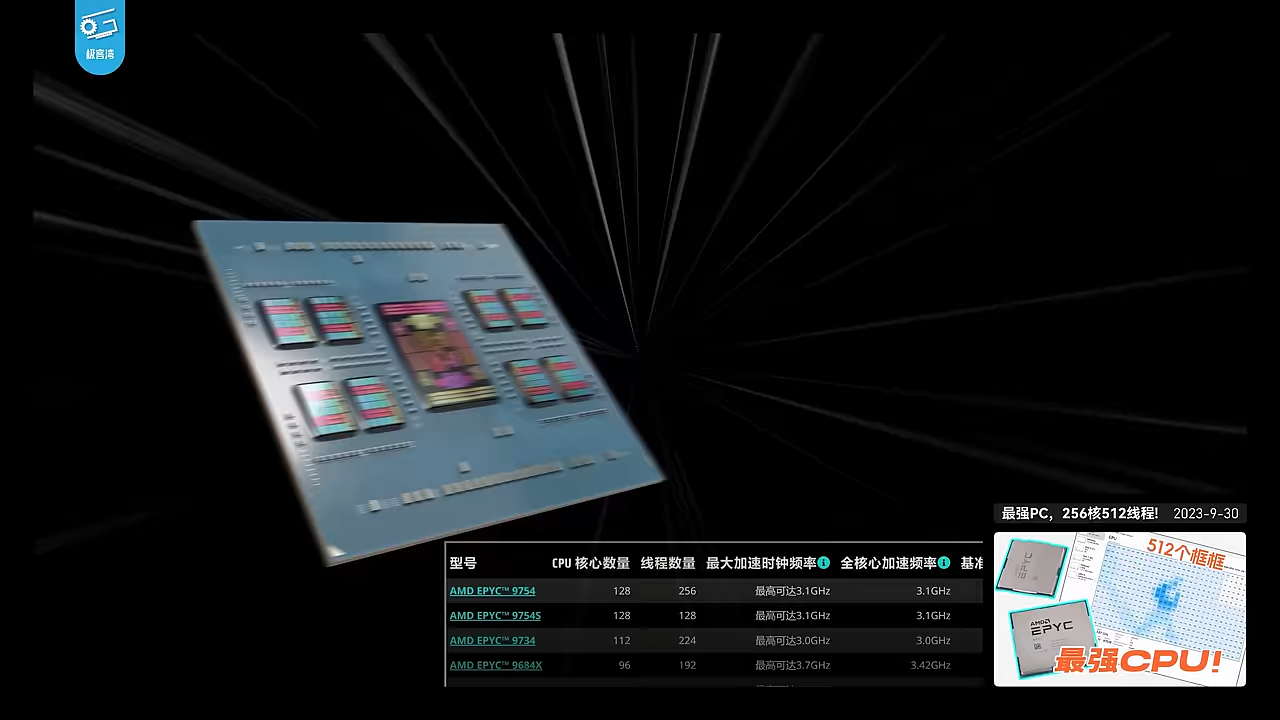 极客湾
最强PC，256核512线程! 2023-9-30
512个框框
EPYC
AMD
EPYC
最强CPU!
型号 CPU 核心数量 线程数量 最大加速时钟频率 全核心加速频率 基准
AMD EPYC™ 9754 128 256 最高可达3.1GHz 3.1GHz
AMD EPYC™ 9754S 128 128 最高可达3.1GHz 3.1GHz
AMD EPYC™ 9734 112 224 最高可达3.0GHz 3.0GHz
AMD EPYC™ 9684X 96 192 最高可达3.7GHz 3.42GHz